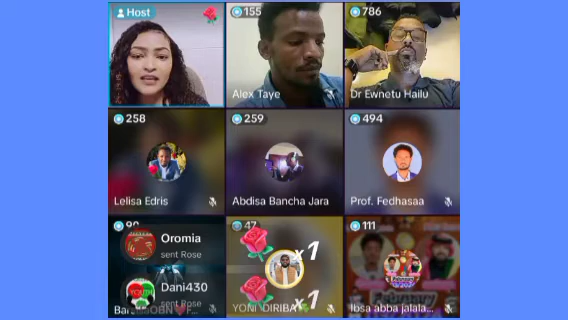 Host
155
Alex Taye
786
Dr Ewnetu Hailu
258
Lelisa Edris
259
Abdisa Bancha Jara
494
Prof. Fedhasaa
90
Oromia
sent Rose
Dani430
sent Rose
47
x1
x1
YONI DIRIBA
111
Ibsa abba jalala...